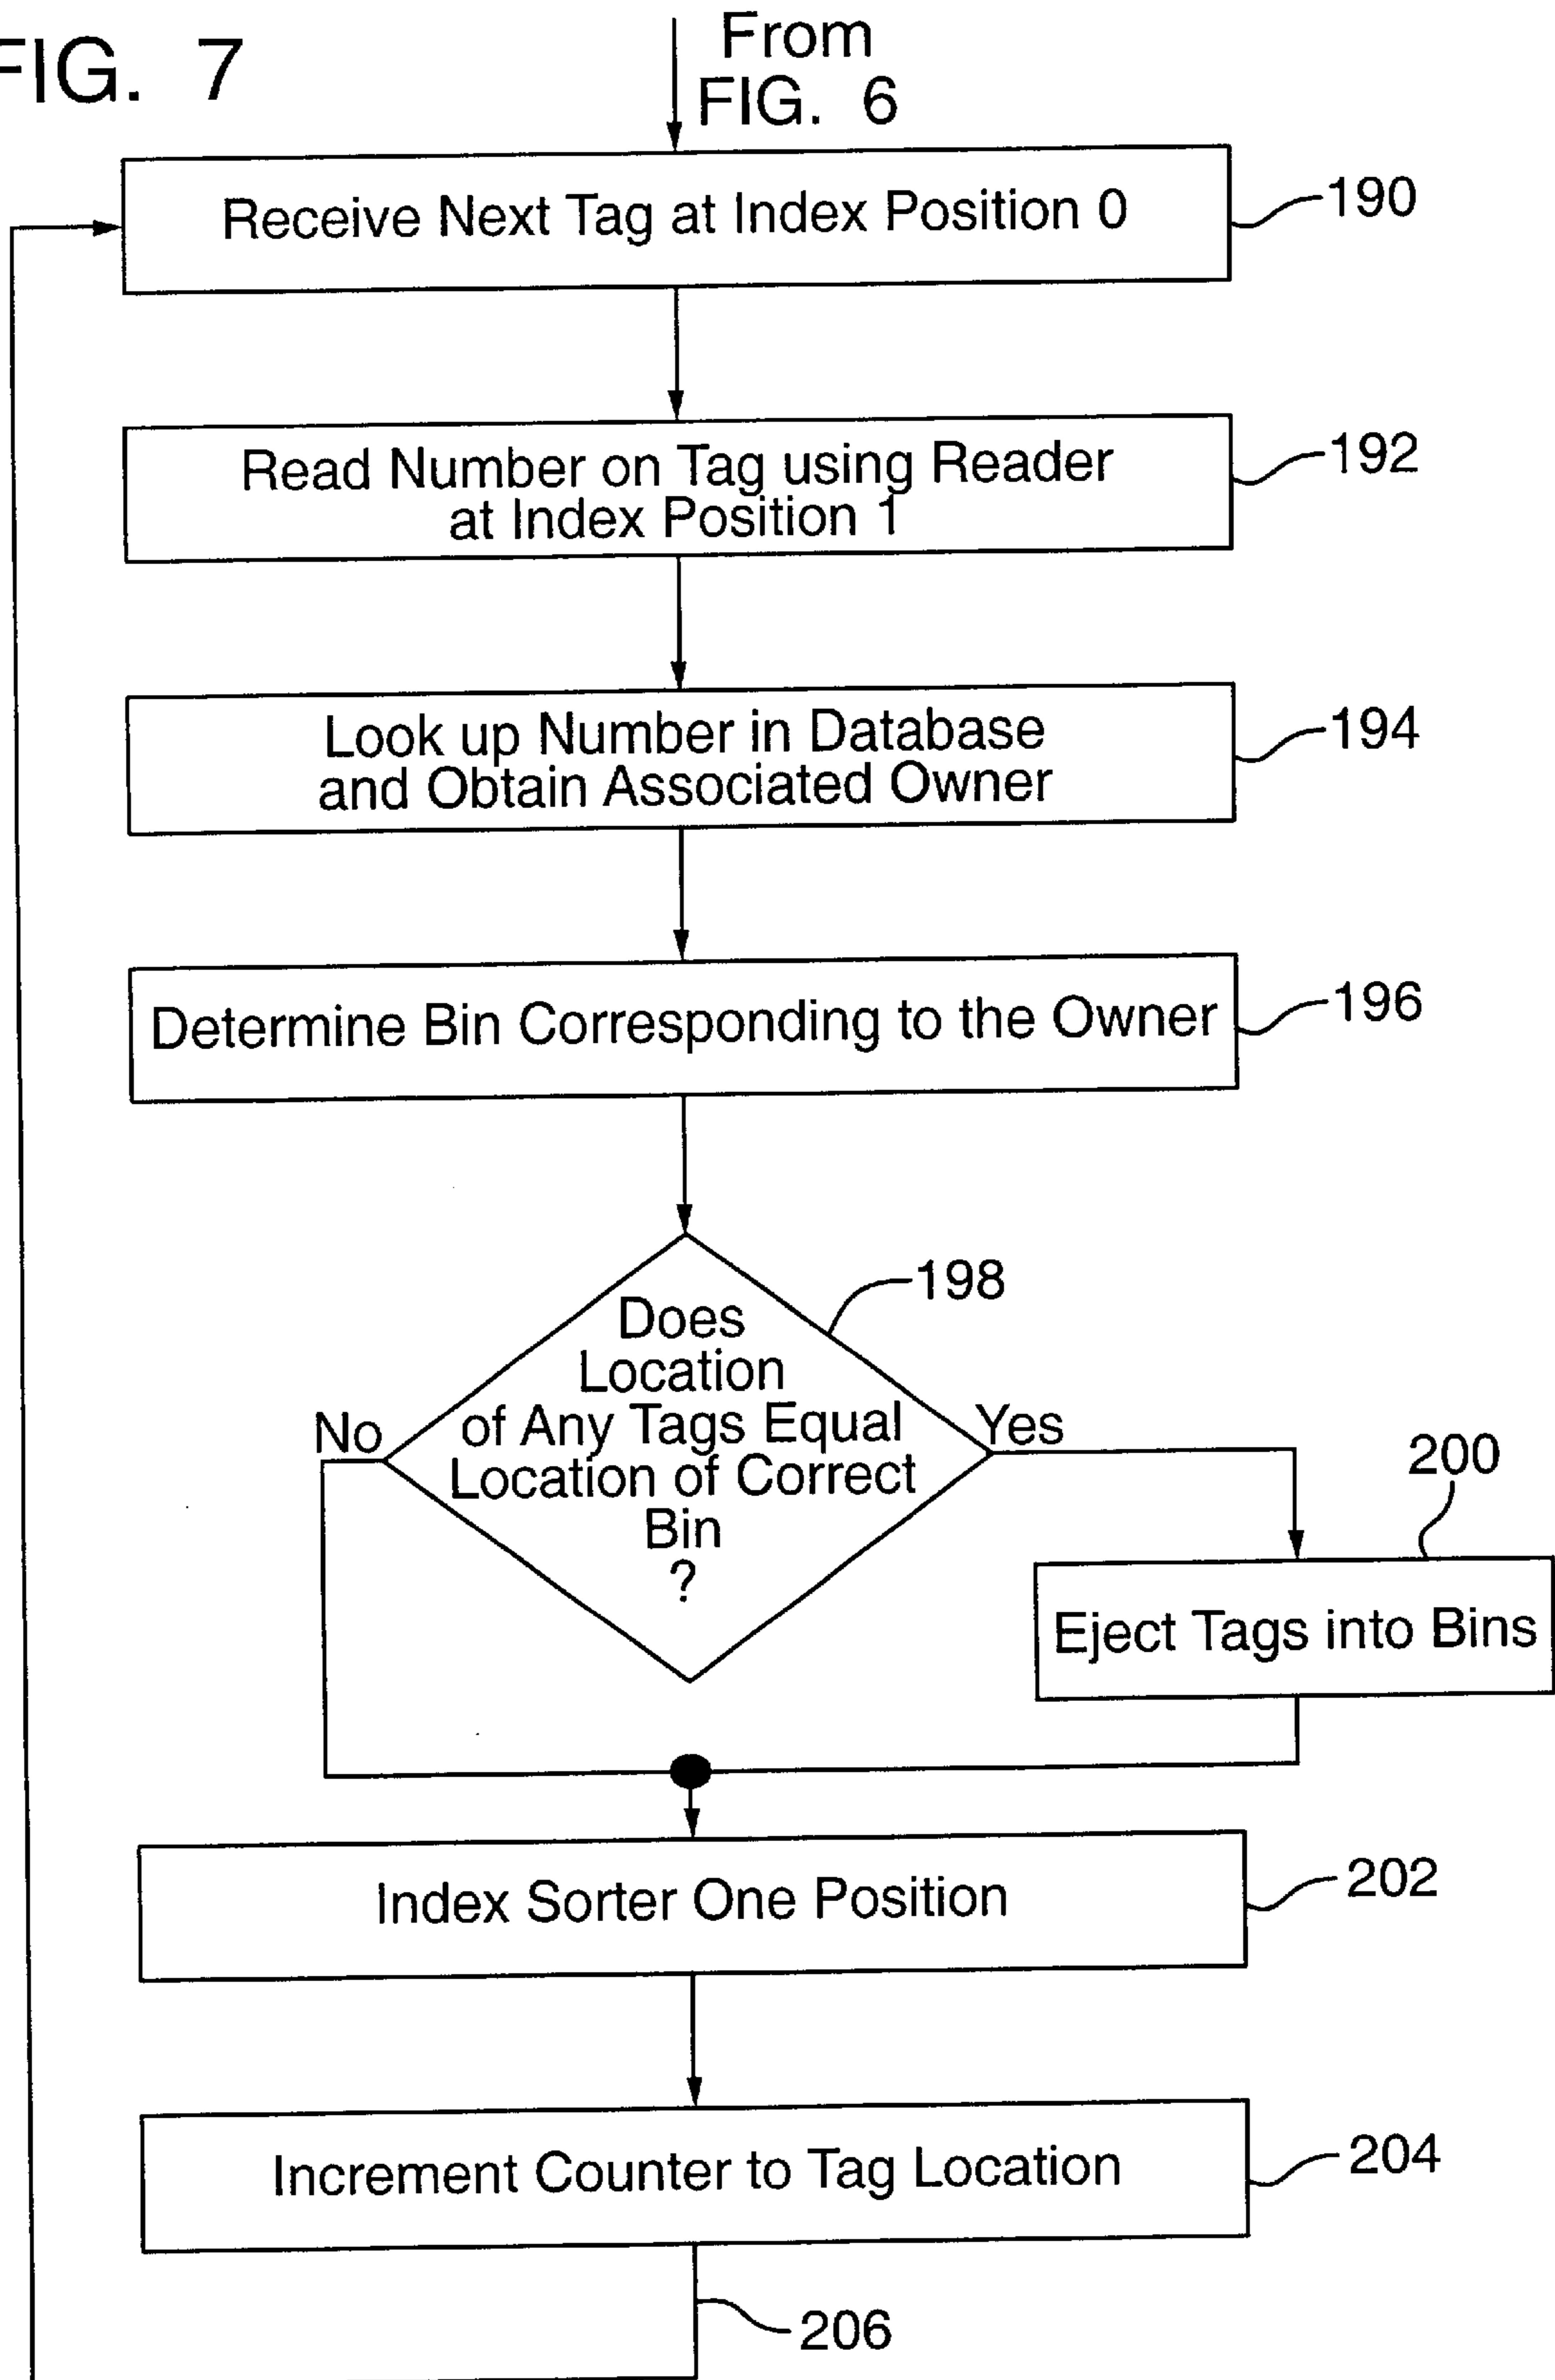 FIG. 7
From
FIG. 6
Receive Next Tag at Index Position 0
190
Read Number on Tag using Reader
at Index Position 1
192
Look up Number in Database
and Obtain Associated Owner
194
Determine Bin Corresponding to the Owner
196
198
Does
Location
of Any Tags Equal
Location of Correct
Bin
?
No
Yes
200
Eject Tags into Bins
Index Sorter One Position
202
Increment Counter to Tag Location
204
206